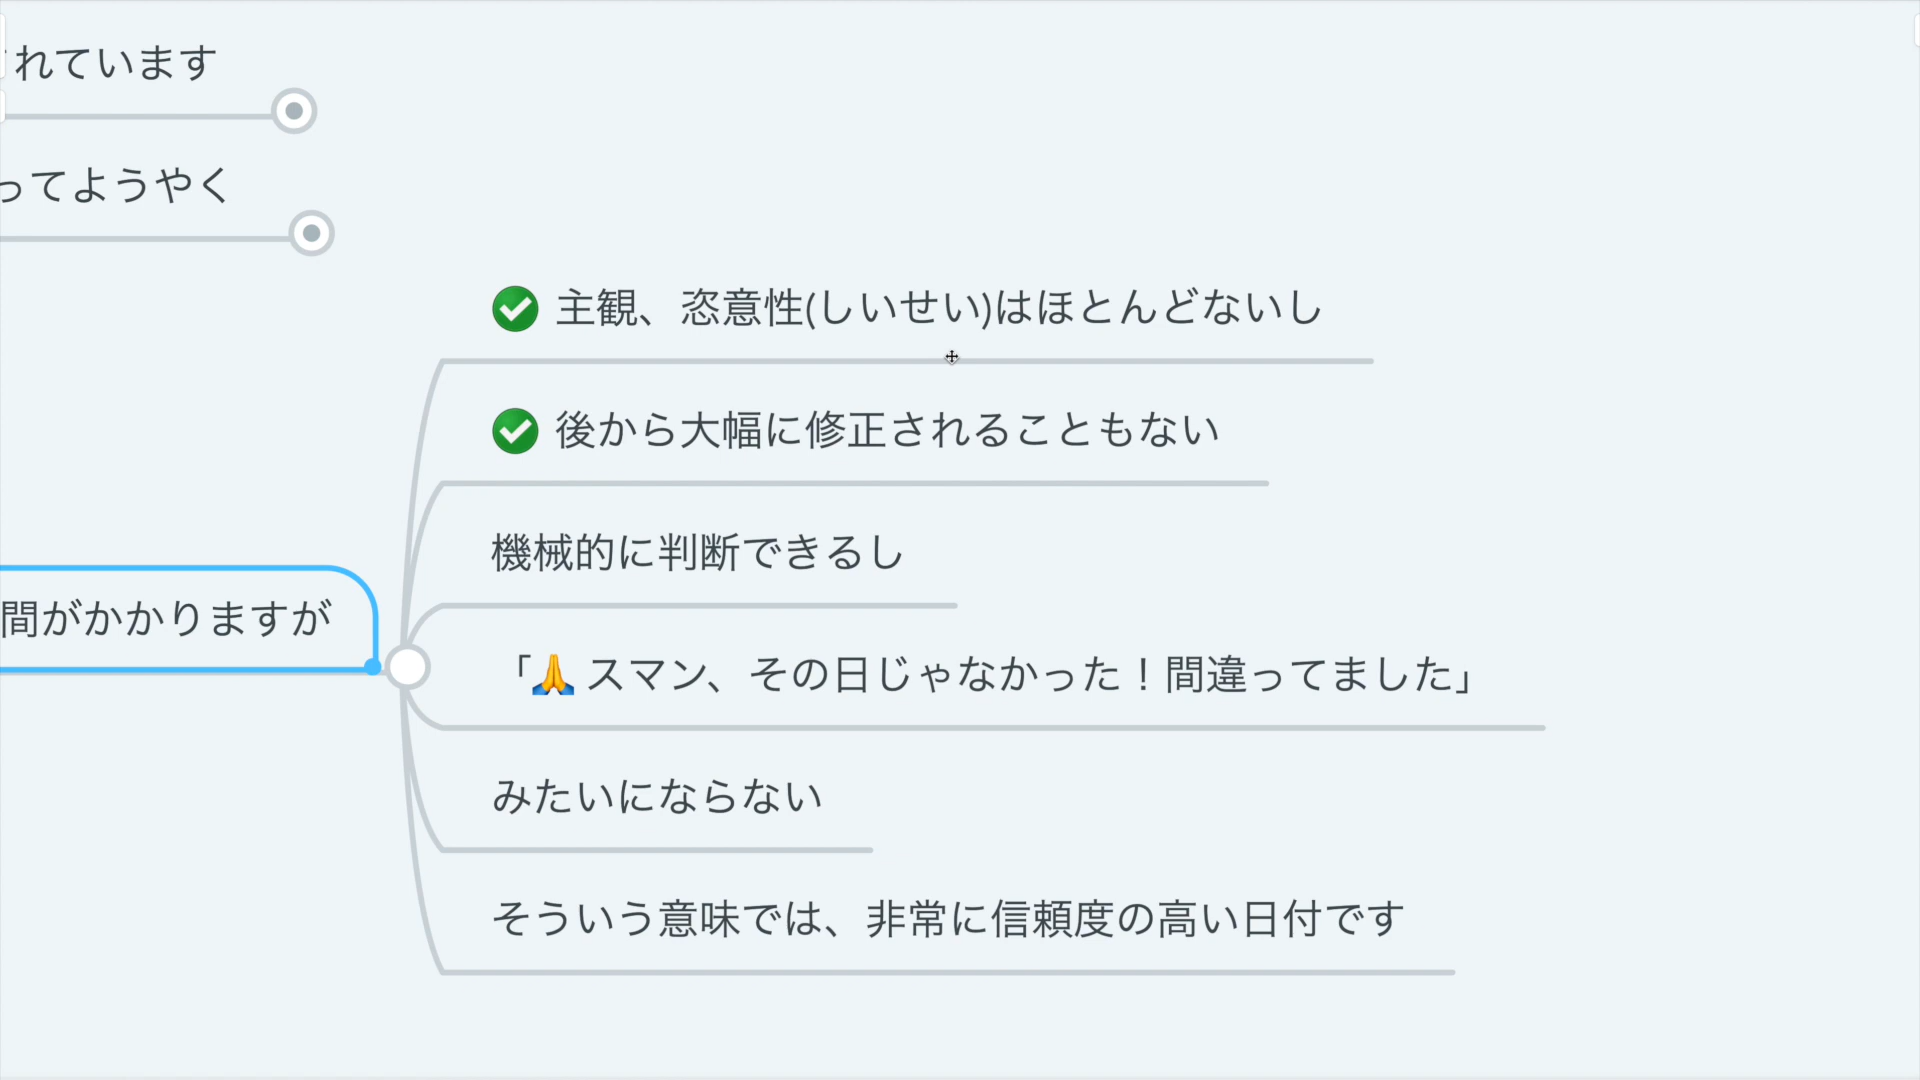 れています
ってようやく
✅ 主観、恣意性(しいせい)はほとんどないし
✅ 後から大幅に修正されることもない
機械的に判断できるし
間がかかりますが
「🙏 スマン、その日じゃなかった！間違ってました」
みたいにならない
そういう意味では、非常に信頼度の高い日付です